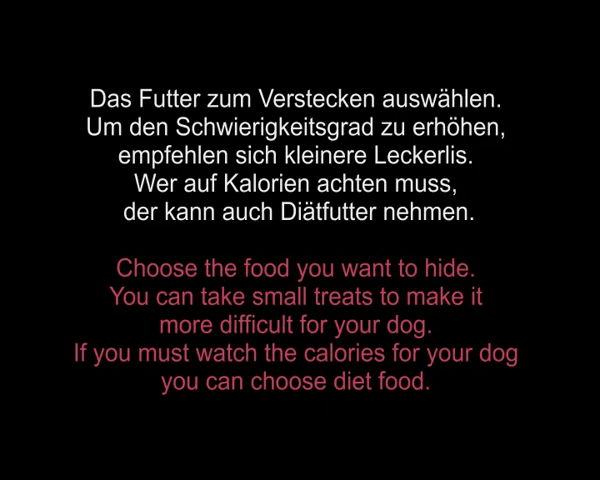 Das Futter zum Verstecken auswählen.
Um den Schwierigkeitsgrad zu erhöhen,
empfehlen sich kleinere Leckerlis.
Wer auf Kalorien achten muss,
der kann auch Diätfutter nehmen.
Choose the food you want to hide.
You can take small treats to make it
more difficult for your dog.
If you must watch the calories for your dog
you can choose diet food.